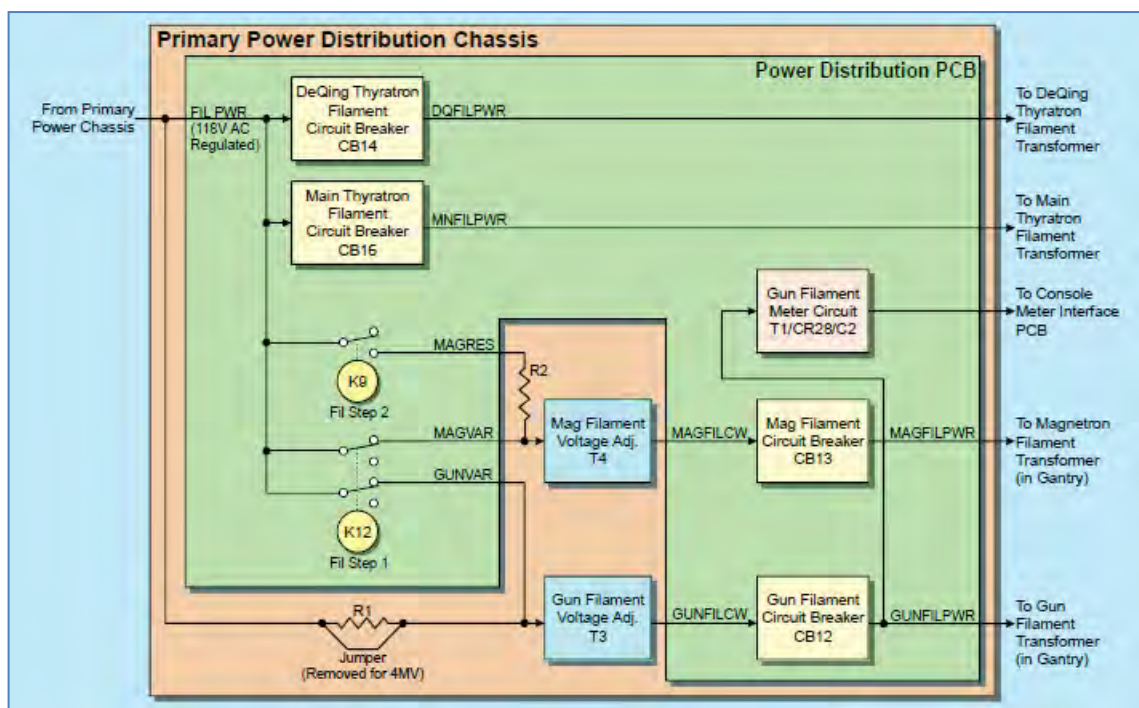 Primary Power Distribution Chassis
Power Distribution PCB
From Primary
Power Chassis
FIL PWR
(118V AC
Regulated)
DeQing Thyratron
Filament
Circuit Breaker
CB14
DQFILPWR
To DeQing
Thyratron
Filament
Transformer
Main Thyratron
Filament
Circuit Breaker
CB16
MNFILPWR
To Main
Thyratron
Filament
Transformer
Gun Filament
Meter Circuit
T1/CR28/C2
To Console
Meter Interface
PCB
MAGRES
R2
K9
Fil Step 2
MAGVAR
Mag Filament
Voltage Adj.
T4
MAGFILCW
Mag Filament
Circuit Breaker
CB13
MAGFILPWR
To Magnetron
Filament
Transformer
(in Gantry)
GUNVAR
K12
Fil Step 1
R1
Jumper
(Removed for 4MV)
Gun Filament
Voltage Adj.
T3
GUNFILCW
Gun Filament
Circuit Breaker
CB12
GUNFILPWR
To Gun
Filament
Transformer
(in Gantry)